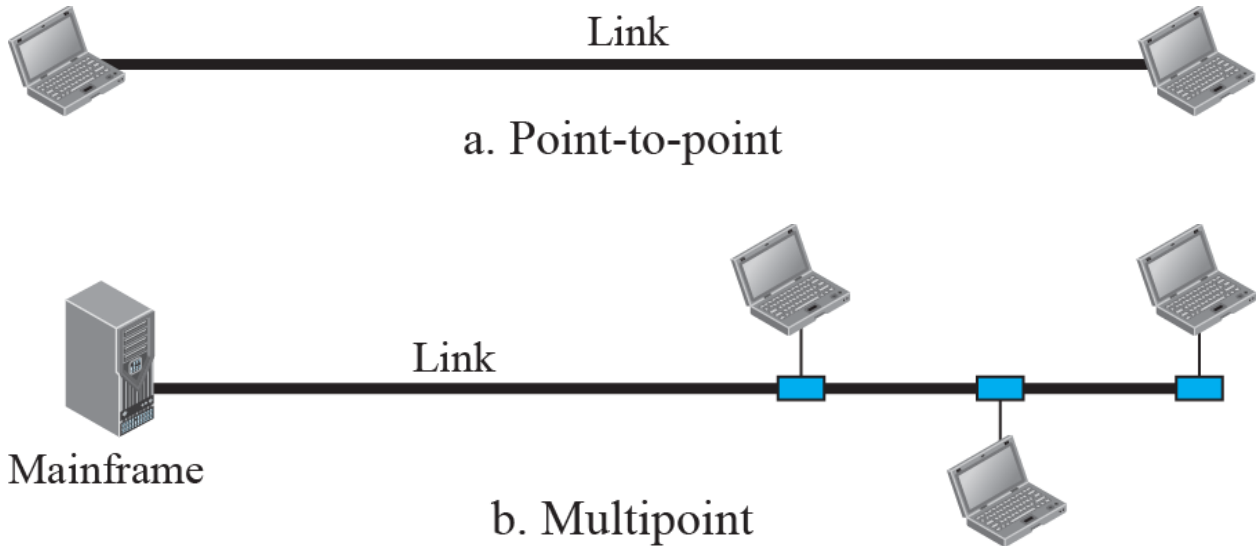 Link
a. Point-to-point
Link
Mainframe
b. Multipoint